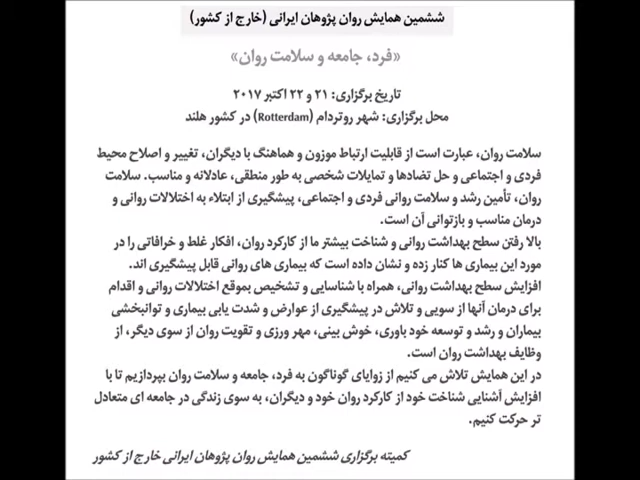 ششمین همایش روان پژوهان ایرانی (خارج از کشور)
«فرد، جامعه و سلامت روان»
تاریخ برگزاری: ۲۱ و ۲۲ اکتبر ۲۰۱۷
محل برگزاری: شهر روتردام (Rotterdam) در کشور هلند
سلامت روان، عبارت است از قابلیت ارتباط موزون و هماهنگ با دیگران، تغییر و اصلاح محیط
فردی و اجتماعی و حل تضادها و تمایلات شخصی به طور منطقی، عادلانه و مناسب. سلامت
روان، تأمین رشد و سلامت روانی فردی و اجتماعی، پیشگیری از ابتلاء به اختلالات روانی و
درمان مناسب و بازتوانی آن است.
بالا رفتن سطح بهداشت روانی و شناخت بیشتر ما از کارکرد روان، افکار غلط و خرافاتی را در
مورد این بیماری ها کنار زده و نشان داده است که بیماری های روانی قابل پیشگیری اند.
افزایش سطح بهداشت روانی، همراه با شناسایی و تشخیص بموقع اختلالات روانی و اقدام
برای درمان آنها از سویی و تلاش در پیشگیری از عوارض و شدت یابی بیماری و توانبخشی
بیماران و رشد و توسعه خود باوری، خوش بینی، مهر ورزی و تقویت روان از سوی دیگر، از
وظایف بهداشت روان است.
در این همایش تلاش می کنیم از زوایای گوناگون به فرد، جامعه و سلامت روان بپردازیم تا با
افزایش آشنایی شناخت خود از کارکرد روان خود و دیگران، به سوی زندگی در جامعه ای متعادل
تر حرکت کنیم.
کمیته برگزاری ششمین همایش روان پژوهان ایرانی خارج از کشور